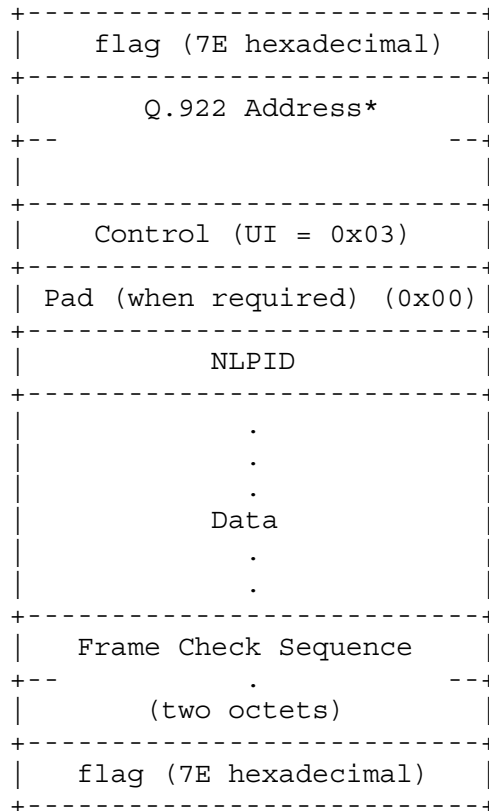 flag (7E hexadecimal)
Q.922 Address*
Control (UI = 0x03)
Pad (when required) (0x00)
NLPID
.
.
.
Data
.
.
Frame Check Sequence
.
(two octets)
flag (7E hexadecimal)